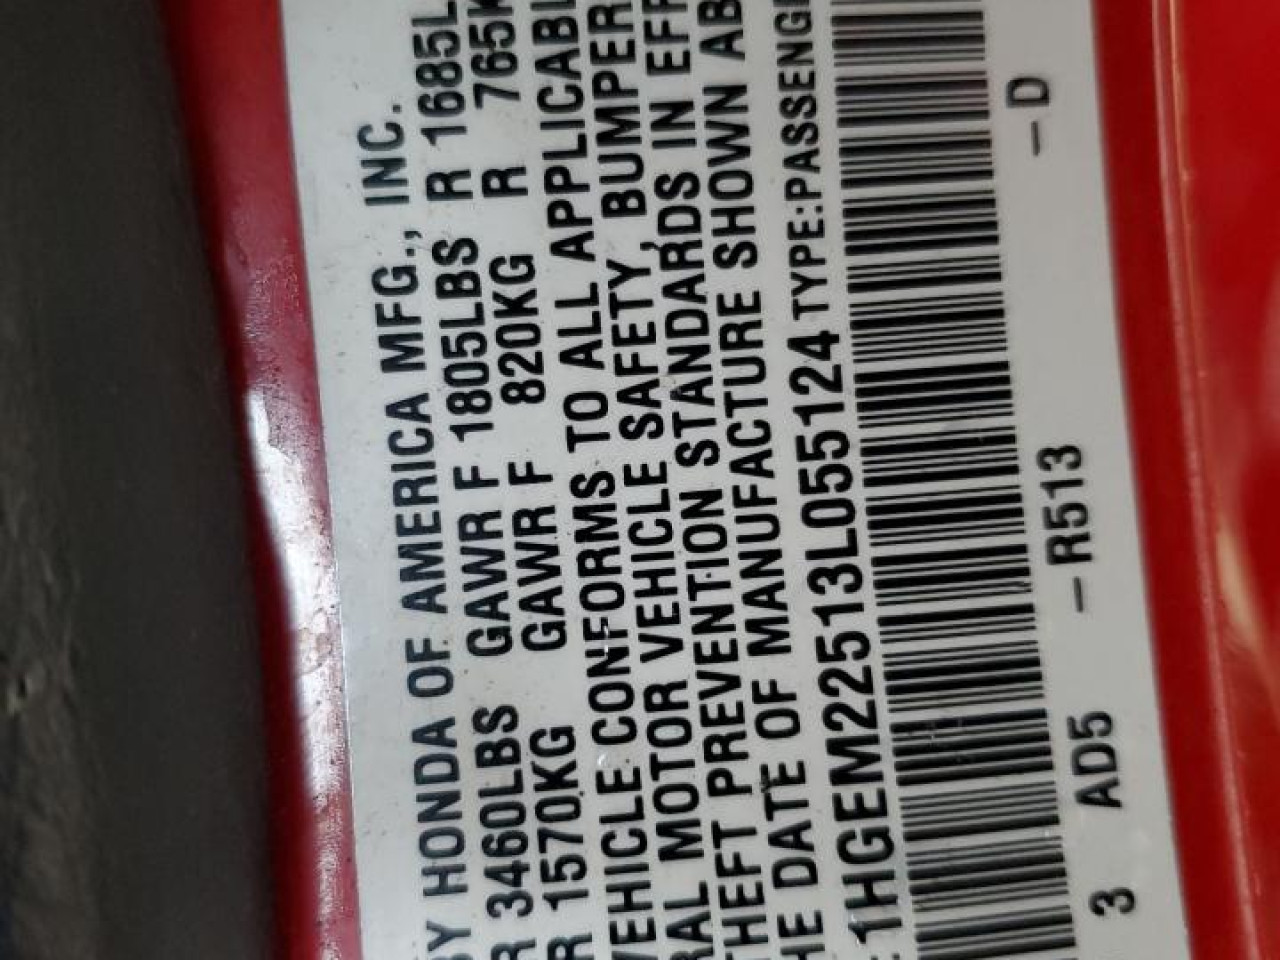 BY HONDA OF AMERICA MFG., INC.
R 3460LBS GAWR F 1805LBS R 1685L
R 1570KG GAWR F 820KG R 765K
VEHICLE CONFORMS TO ALL APPLICABL
RAL MOTOR VEHICLE SAFETY, BUMPER
THEFT PREVENTION STANDARDS IN EFF
HE DATE OF MANUFACTURE SHOWN AB
:1HGEM22513L055124 TYPE:PASSENG
3 AD5 –R513 –D